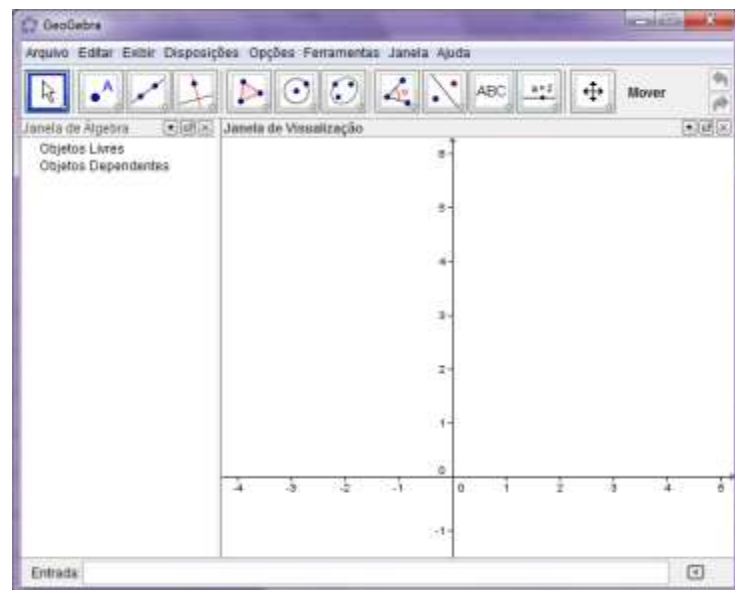 GeoGebra
Arquivo Editar Exibir Disposições Opções Ferramentas Janela Ajuda
A ABC a=2 Mover
Janela de Álgebra Janela de Visualização
Objetos Livres
Objetos Dependentes
6
5
4
3
2
1
0
-4 -3 -2 -1 0 1 2 3 4 5
-1
Entrada: